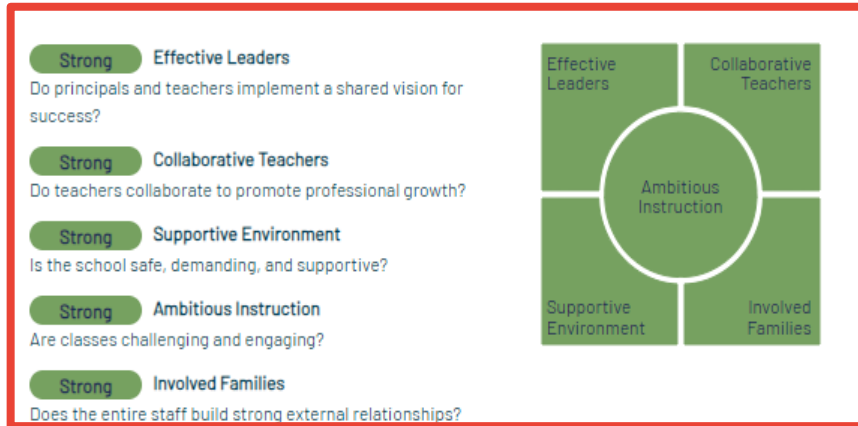 Strong Effective Leaders
Do principals and teachers implement a shared vision for
success?
Strong Collaborative Teachers
Do teachers collaborate to promote professional growth?
Strong Supportive Environment
Is the school safe, demanding, and supportive?
Strong Ambitious Instruction
Are classes challenging and engaging?
Strong Involved Families
Does the entire staff build strong external relationships?
Effective
Leaders
Collaborative
Teachers
Ambitious
Instruction
Supportive
Environment
Involved
Families